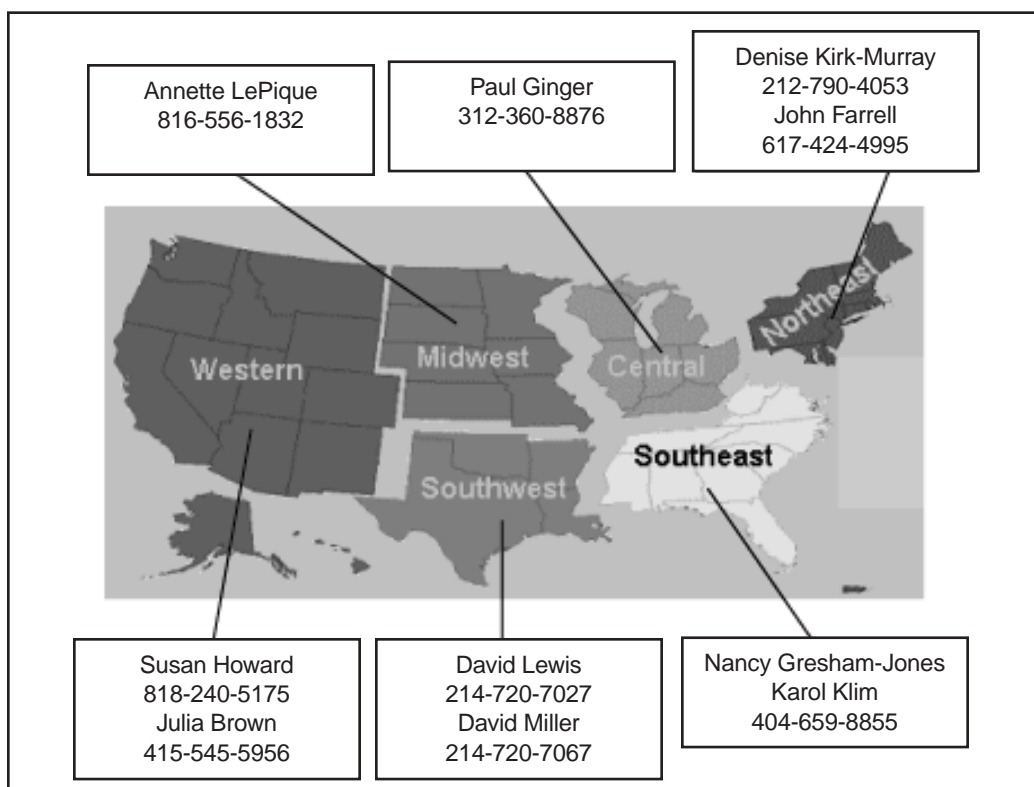 Annette LePique
816-556-1832
Paul Ginger
312-360-8876
Denise Kirk-Murray
212-790-4053
John Farrell
617-424-4995
Western
Midwest
Central
Northeast
Southwest
Southeast
Susan Howard
818-240-5175
Julia Brown
415-545-5956
David Lewis
214-720-7027
David Miller
214-720-7067
Nancy Gresham-Jones
Karol Klim
404-659-8855